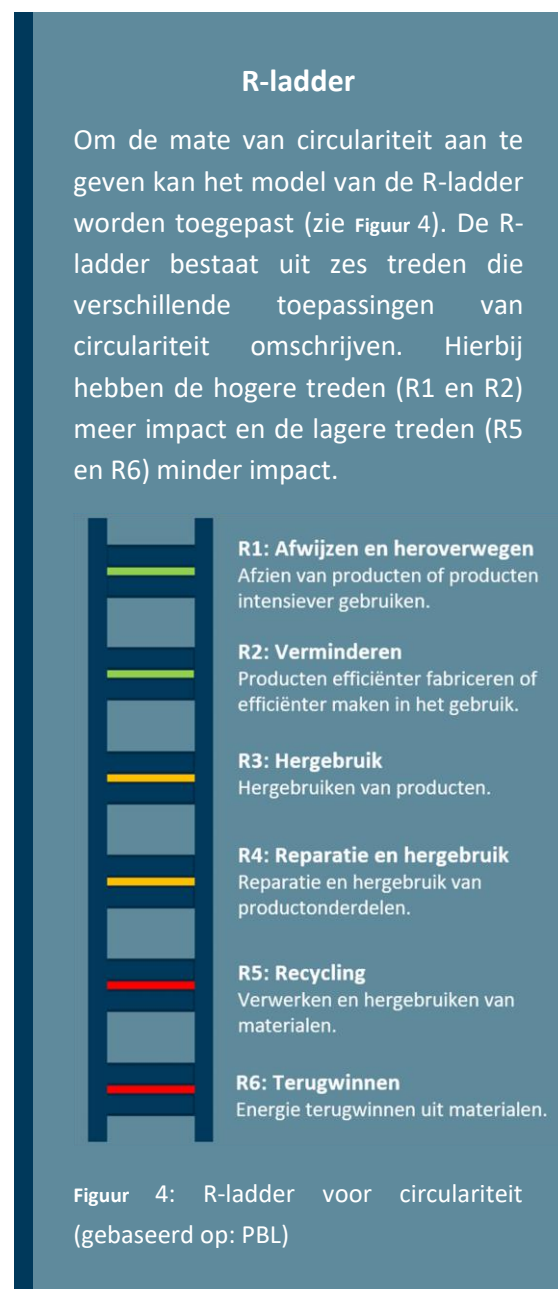 R-ladder
Om de mate van circulariteit aan te
geven kan het model van de R-ladder
worden toegepast (zie Figuur 4). De R-
ladder bestaat uit zes treden die
verschillende toepassingen van
circulariteit omschrijven. Hierbij
hebben de hogere treden (R1 en R2)
meer impact en de lagere treden (R5
en R6) minder impact.
R1: Afwijzen en heroverwegen
Afzien van producten of producten
intensiever gebruiken.
R2: Verminderen
Producten efficiënter fabriceren of
efficiënter maken in het gebruik.
R3: Hergebruik
Hergebruiken van producten.
R4: Reparatie en hergebruik
Reparatie en hergebruik van
productonderdelen.
R5: Recycling
Verwerken en hergebruiken van
materialen.
R6: Terugwinnen
Energie terugwinnen uit materialen.
Figuur 4: R-ladder voor circulariteit
(gebaseerd op: PBL)